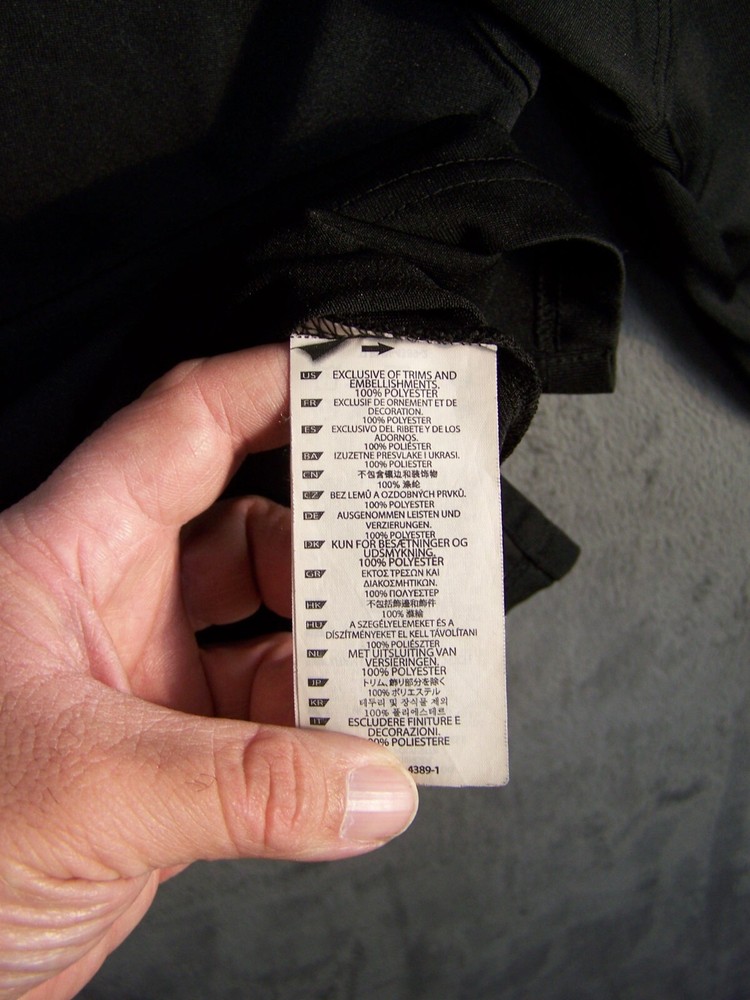 US EXCLUSIVE OF TRIMS AND
EMBELLISHMENTS.
100% POLYESTER
FR EXCLUSIF DE ORNEMENT ET DE
DECORATION.
100% POLYESTER
ES EXCLUSIVO DEL RIBETE Y DE LOS
ADORNOS.
100% POLIÉSTER
BA IZUZETNE PRESVLAKE I UKRASI.
100% POLIESTER
CN 不包含镶边和装饰物
100% 涤纶
CZ BEZ LEMŮ A OZDOBNÝCH PRVKŮ.
100% POLYESTER
DE AUSGENOMMEN LEISTEN UND
VERZIERUNGEN.
100% POLYESTER
DK KUN FOR BESÆTNINGER OG
UDSMYKNING.
100% POLYESTER
GR ΕΚΤΟΣ ΤΡΕΣΩΝ ΚΑΙ
ΔΙΑΚΟΣΜΗΤΙΚΩΝ.
100% ΠΟΛΥΕΣΤΕΡ
HK 不包括飾邊和飾件
100% 滌綸
HU A SZEGÉLYELEMEKET ÉS A
DÍSZÍTMÉNYEKET EL KELL TÁVOLÍTANI
100% POLIÉSZTER
NL MET UITSLUITING VAN
VERSIERINGEN.
100% POLYESTER
JP トリム、飾り部分を除く
100% ポリエステル
KR 테두리 및 장식물 제외
100% 폴리에스테르
IT ESCLUDERE FINITURE E
DECORAZIONI.
00% POLIESTERE
4389-1